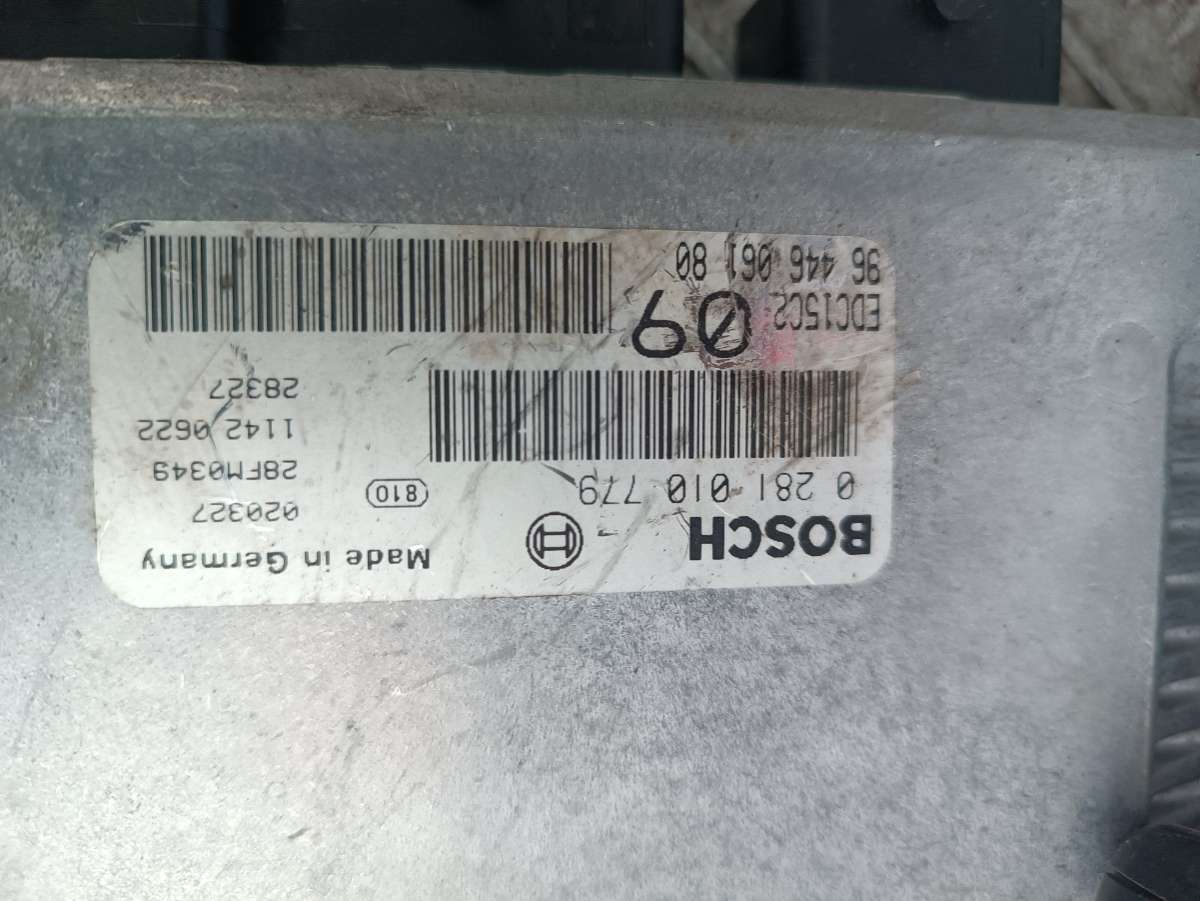 BOSCH Made in Germany
0 281 010 779 810 020327
28FM0349
1142 0622
28327
EDC15C2 09
96 446 061 80